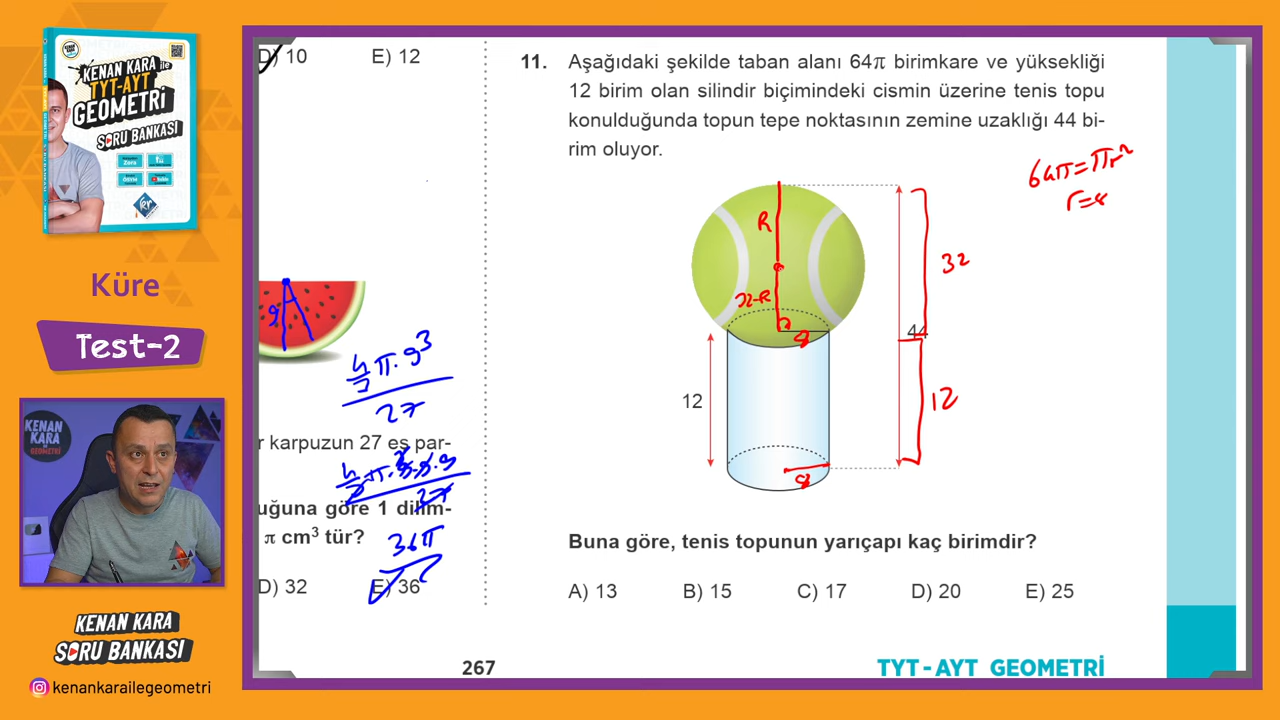 KENAN KARA ile
TYT-AYT
GEOMETRİ
SORU BANKASI
Küre
Test-2
KENAN
KARA
ile
GEOMETRİ
KENAN KARA
SORU BANKASI
kenankarailegeometri
D) 10 E) 12
9
4/3 π·9³
27
r karpuzun 27 eş par-
uğuna göre 1 dilim-
π cm³ tür?
36π
D) 32 E) 36
267
11. Aşağıdaki şekilde taban alanı 64π birimkare ve yüksekliği
12 birim olan silindir biçimindeki cismin üzerine tenis topu
konulduğunda topun tepe noktasının zemine uzaklığı 44 bi-
rim oluyor.
64π=πr²
r=8
R
32
32-R
8
44
12
12
8
Buna göre, tenis topunun yarıçapı kaç birimdir?
A) 13 B) 15 C) 17 D) 20 E) 25
TYT - AYT GEOMETRİ